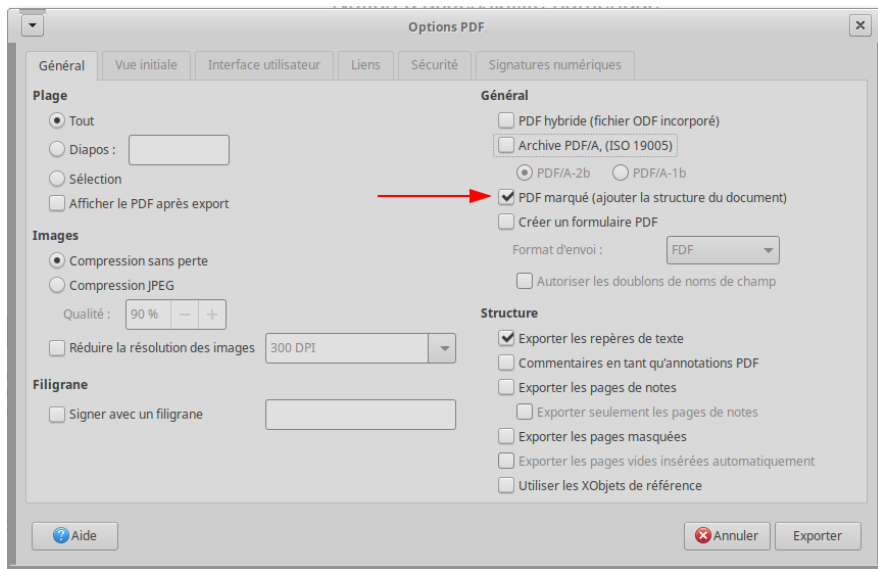 Options PDF
Général
Vue initiale
Interface utilisateur
Liens
Sécurité
Signatures numériques
Plage
Tout
Diapos :
Sélection
Afficher le PDF après export
Images
Compression sans perte
Compression JPEG
Qualité :
90 %
Réduire la résolution des images
300 DPI
Filigrane
Signer avec un filigrane
Général
PDF hybride (fichier ODF incorporé)
Archive PDF/A, (ISO 19005)
PDF/A-2b
PDF/A-1b
PDF marqué (ajouter la structure du document)
Créer un formulaire PDF
Format d'envoi :
FDF
Autoriser les doublons de noms de champ
Structure
Exporter les repères de texte
Commentaires en tant qu'annotations PDF
Exporter les pages de notes
Exporter seulement les pages de notes
Exporter les pages masquées
Exporter les pages vides insérées automatiquement
Utiliser les XObjets de référence
Aide
Annuler
Exporter